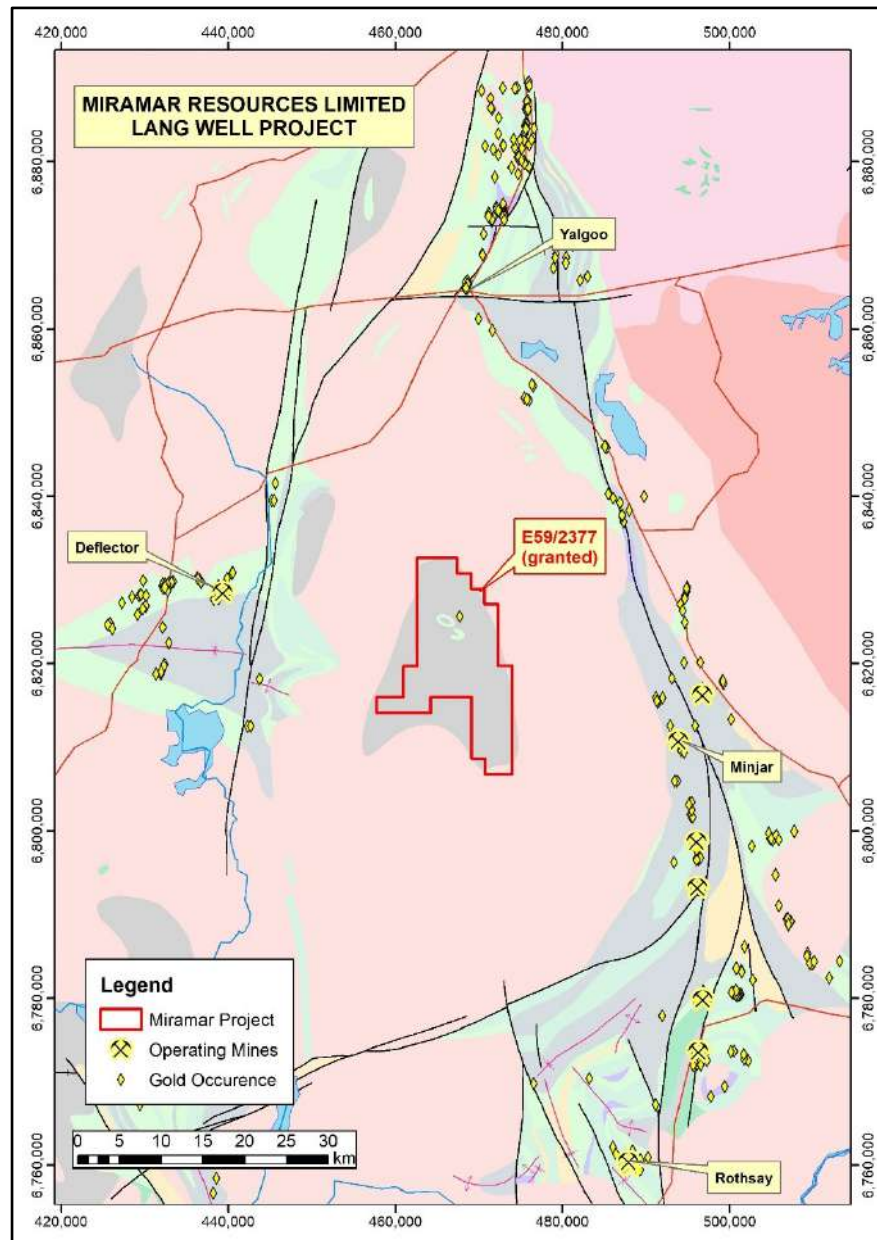 420,000 440,000 460,000 480,000 500,000
MIRAMAR RESOURCES LIMITED
LANG WELL PROJECT
6,880,000 6,880,000
Yalgoo
6,860,000 6,860,000
6,840,000 6,840,000
E59/2377
(granted)
Deflector
6,820,000 6,820,000
Minjar
6,800,000 6,800,000
Legend
6,780,000 6,780,000
Miramar Project
Operating Mines
Gold Occurence
0 5 10 15 20 25 30
km
6,760,000 6,760,000
Rothsay
420,000 440,000 460,000 480,000 500,000